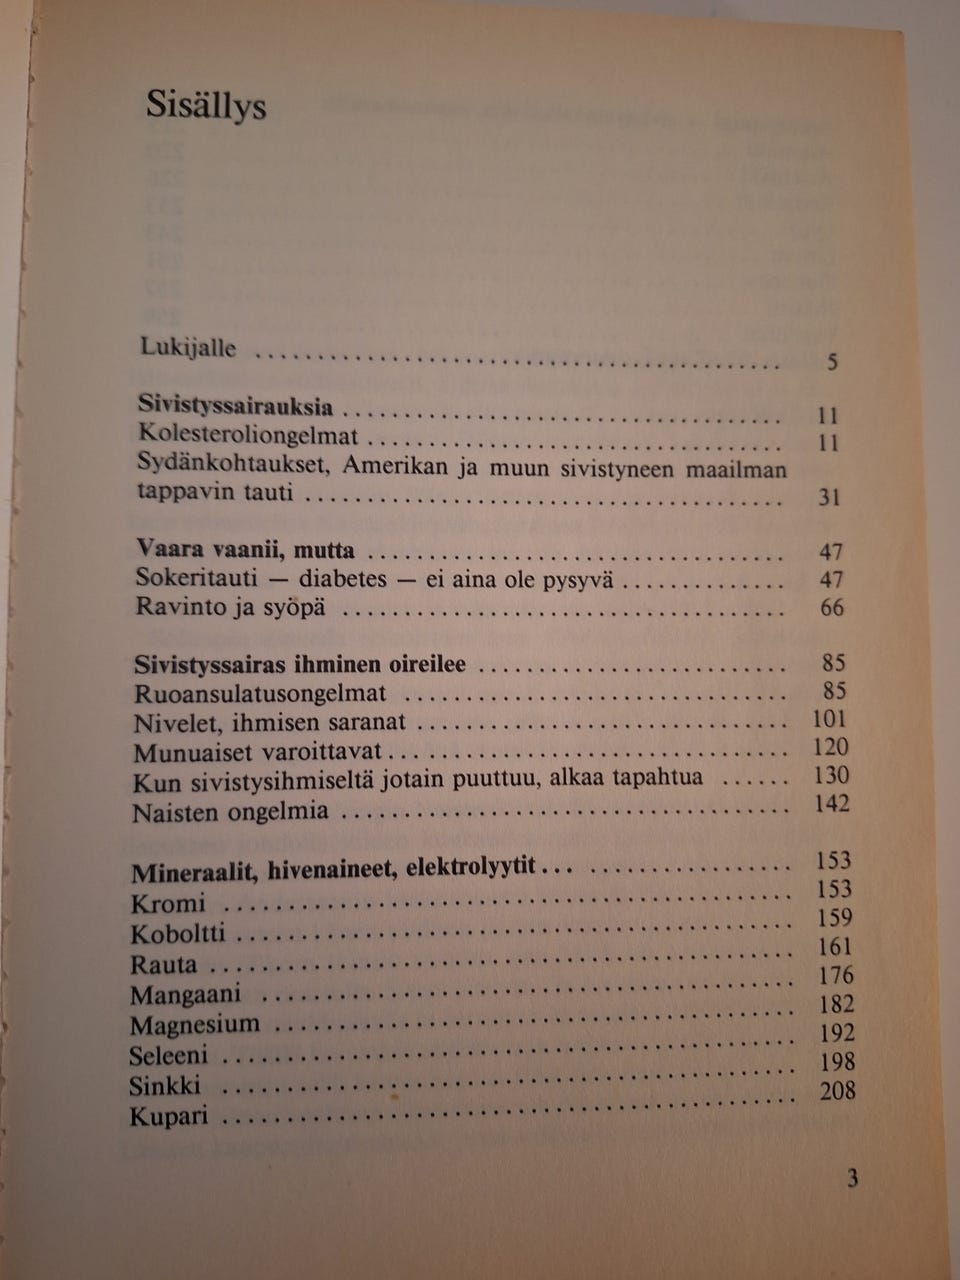 Sisällys
Lukijalle ........................................... 5
Sivistyssairauksia .................................... 11
Kolesteroliongelmat .................................. 11
Sydänkohtaukset, Amerikan ja muun sivistyneen maailman
tappavin tauti ....................................... 31
Vaara vaanii, mutta .................................. 47
Sokeritauti — diabetes — ei aina ole pysyvä ............. 47
Ravinto ja syöpä .................................... 66
Sivistyssairas ihminen oireilee ......................... 85
Ruoansulatusongelmat ............................... 85
Nivelet, ihmisen saranat .............................. 101
Munuaiset varoittavat ................................ 120
Kun sivistysihmiseltä jotain puuttuu, alkaa tapahtua ...... 130
Naisten ongelmia .................................... 142
Mineraalit, hivenaineet, elektrolyytit... ................. 153
Kromi .............................................. 153
Koboltti ............................................. 159
Rauta ............................................... 161
Mangaani ........................................... 176
Magnesium .......................................... 182
Seleeni .............................................. 192
Sinkki .............................................. 198
Kupari .............................................. 208
3